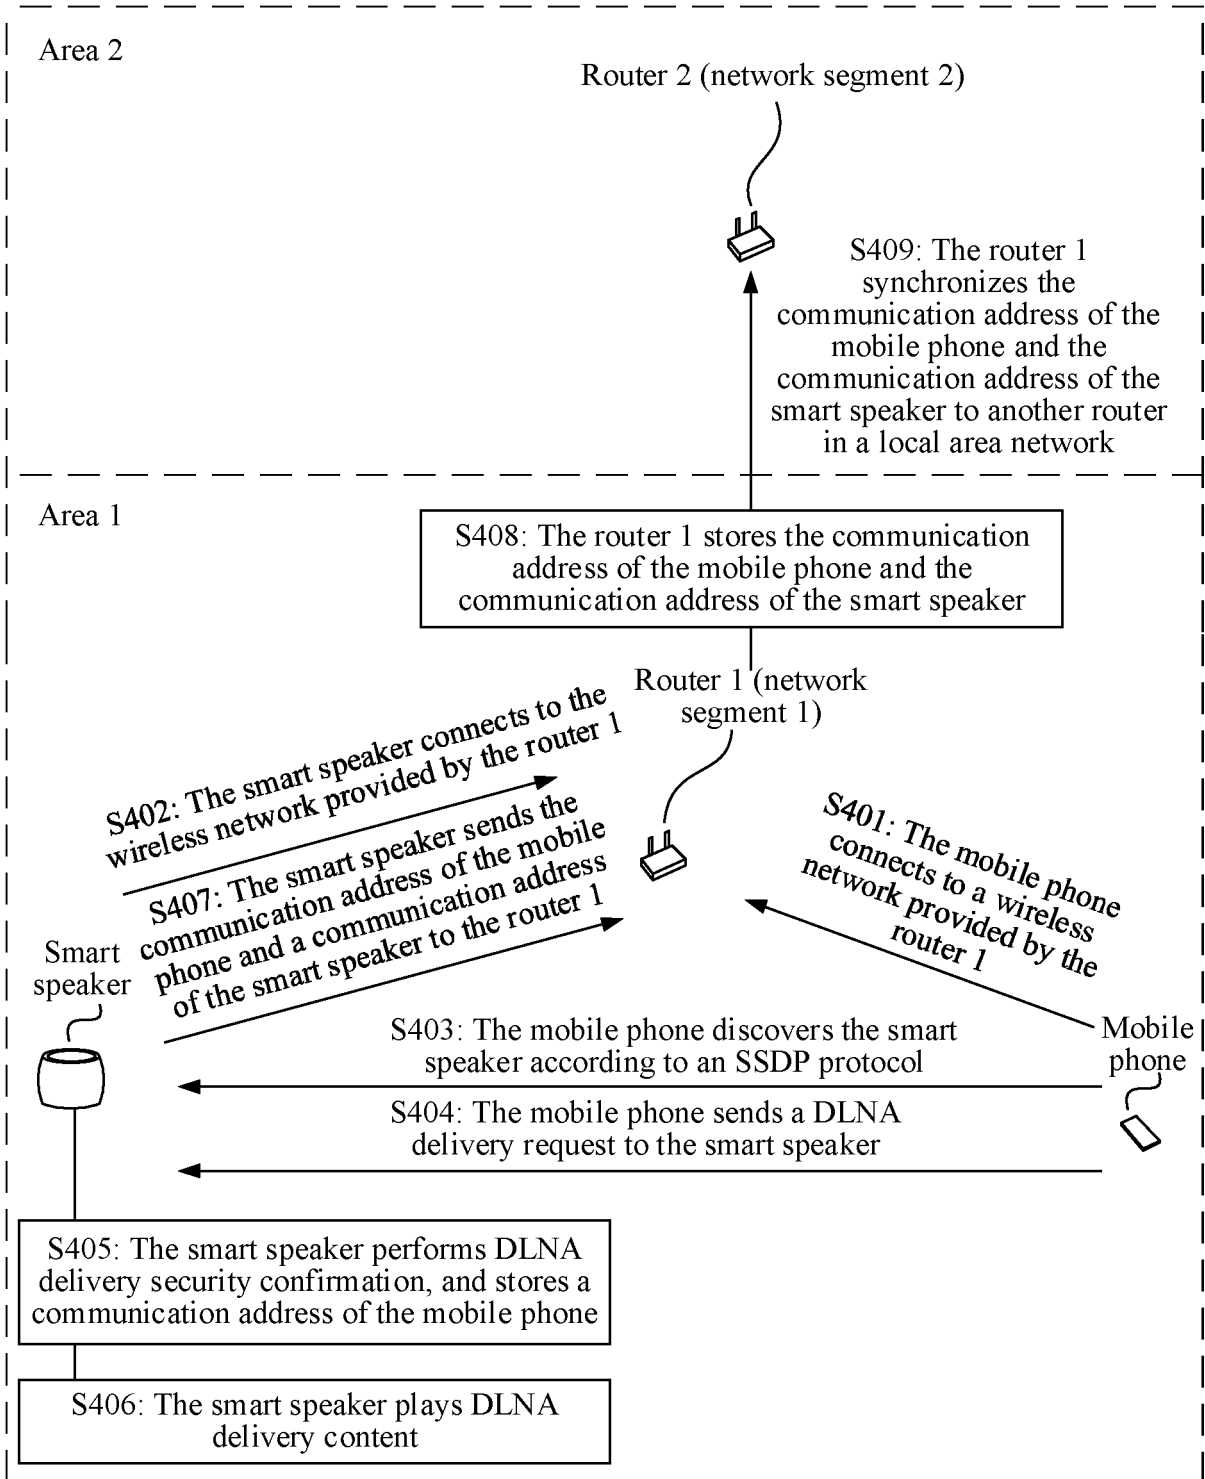 Area 2
Router 2 (network segment 2)
S409: The router 1
synchronizes the
communication address of the
mobile phone and the
communication address of the
smart speaker to another router
in a local area network
Area 1
S408: The router 1 stores the communication
address of the mobile phone and the
communication address of the smart speaker
Router 1 (network
segment 1)
S402: The smart speaker connects to the
wireless network provided by the router 1
S407: The smart speaker sends the
communication address of the mobile
phone and a communication address
of the smart speaker to the router 1
S401: The mobile phone
connects to a wireless
network provided by the
router 1
Smart
speaker
S403: The mobile phone discovers the smart
speaker according to an SSDP protocol
Mobile
phone
S404: The mobile phone sends a DLNA
delivery request to the smart speaker
S405: The smart speaker performs DLNA
delivery security confirmation, and stores a
communication address of the mobile phone
S406: The smart speaker plays DLNA
delivery content